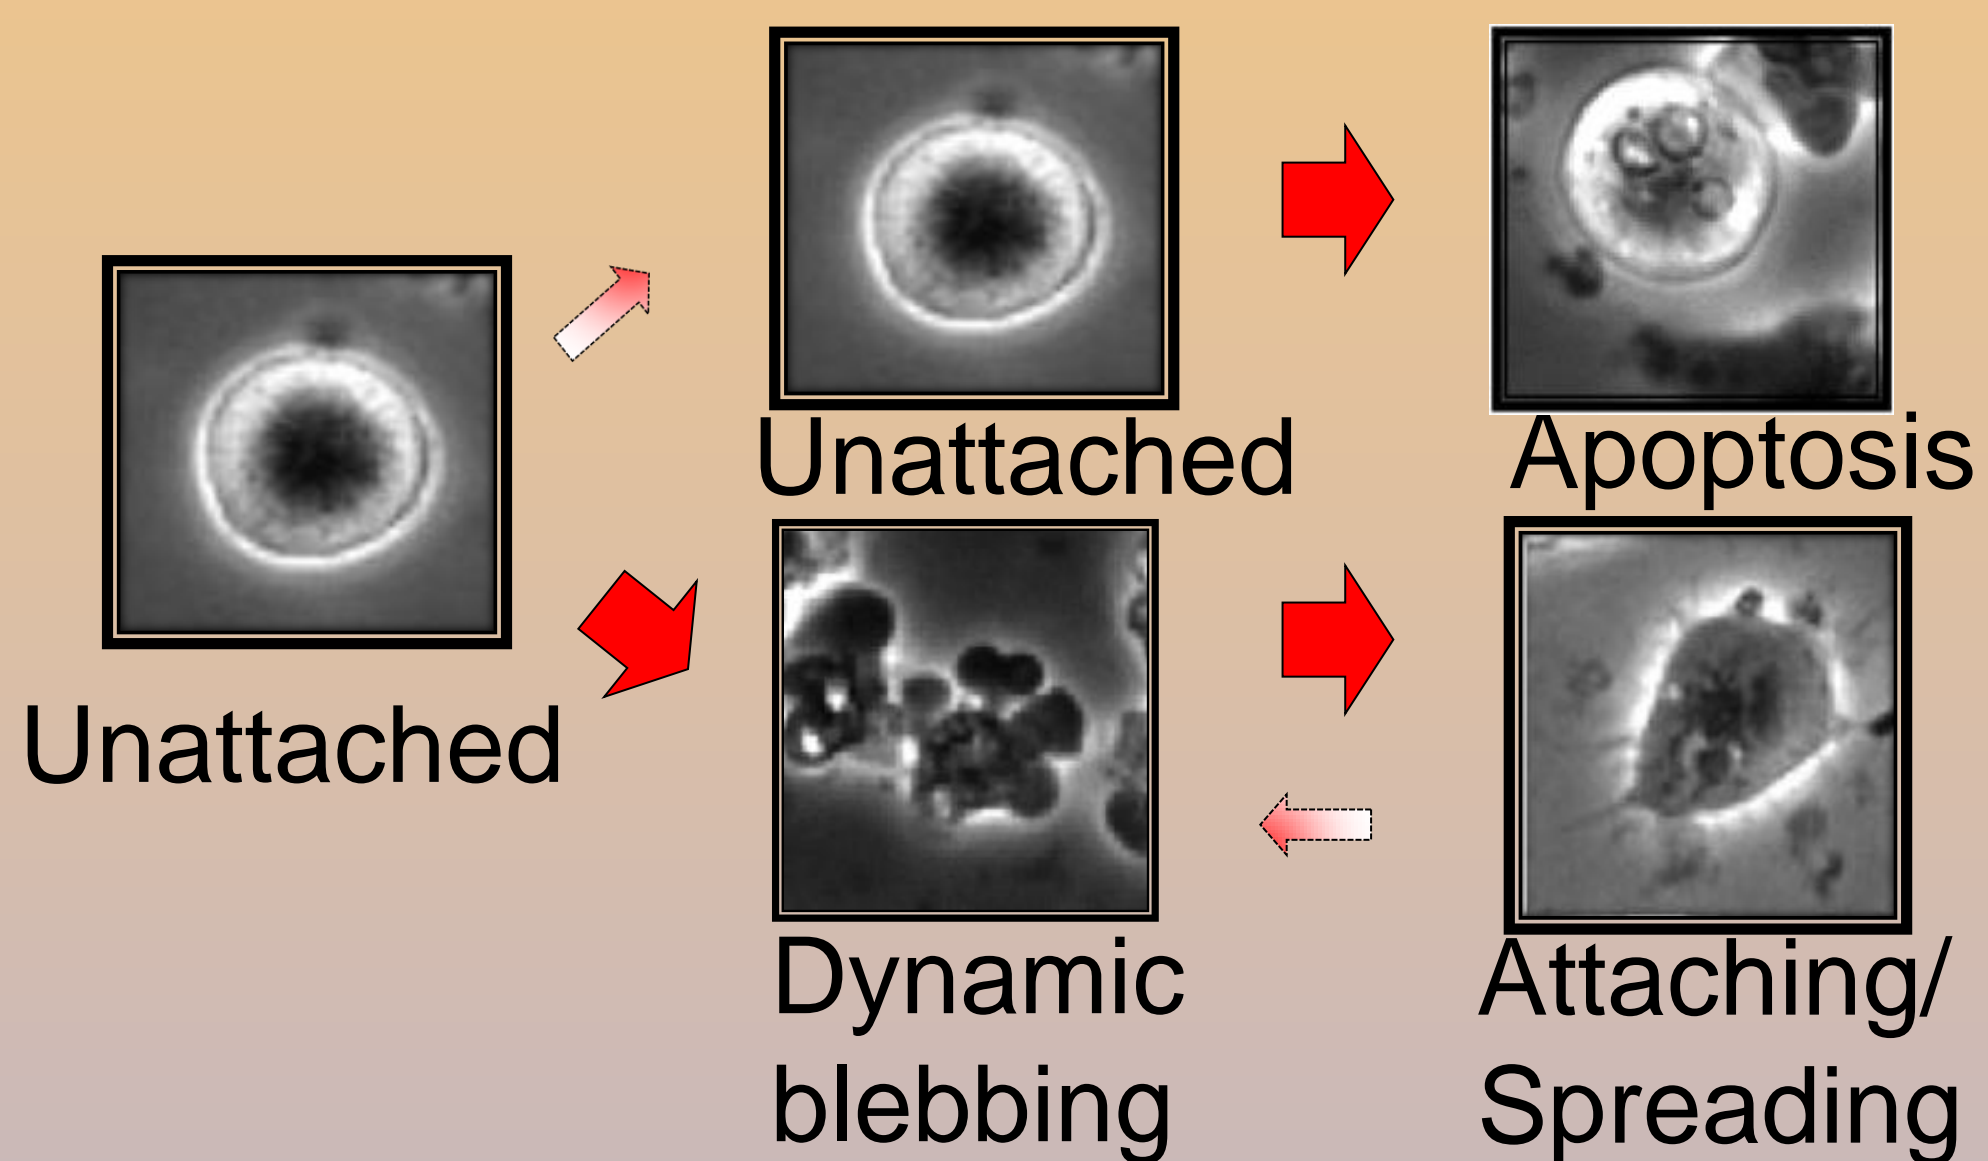 Unattached
Apoptosis
Unattached
Dynamic
blebbing
Attaching/
Spreading